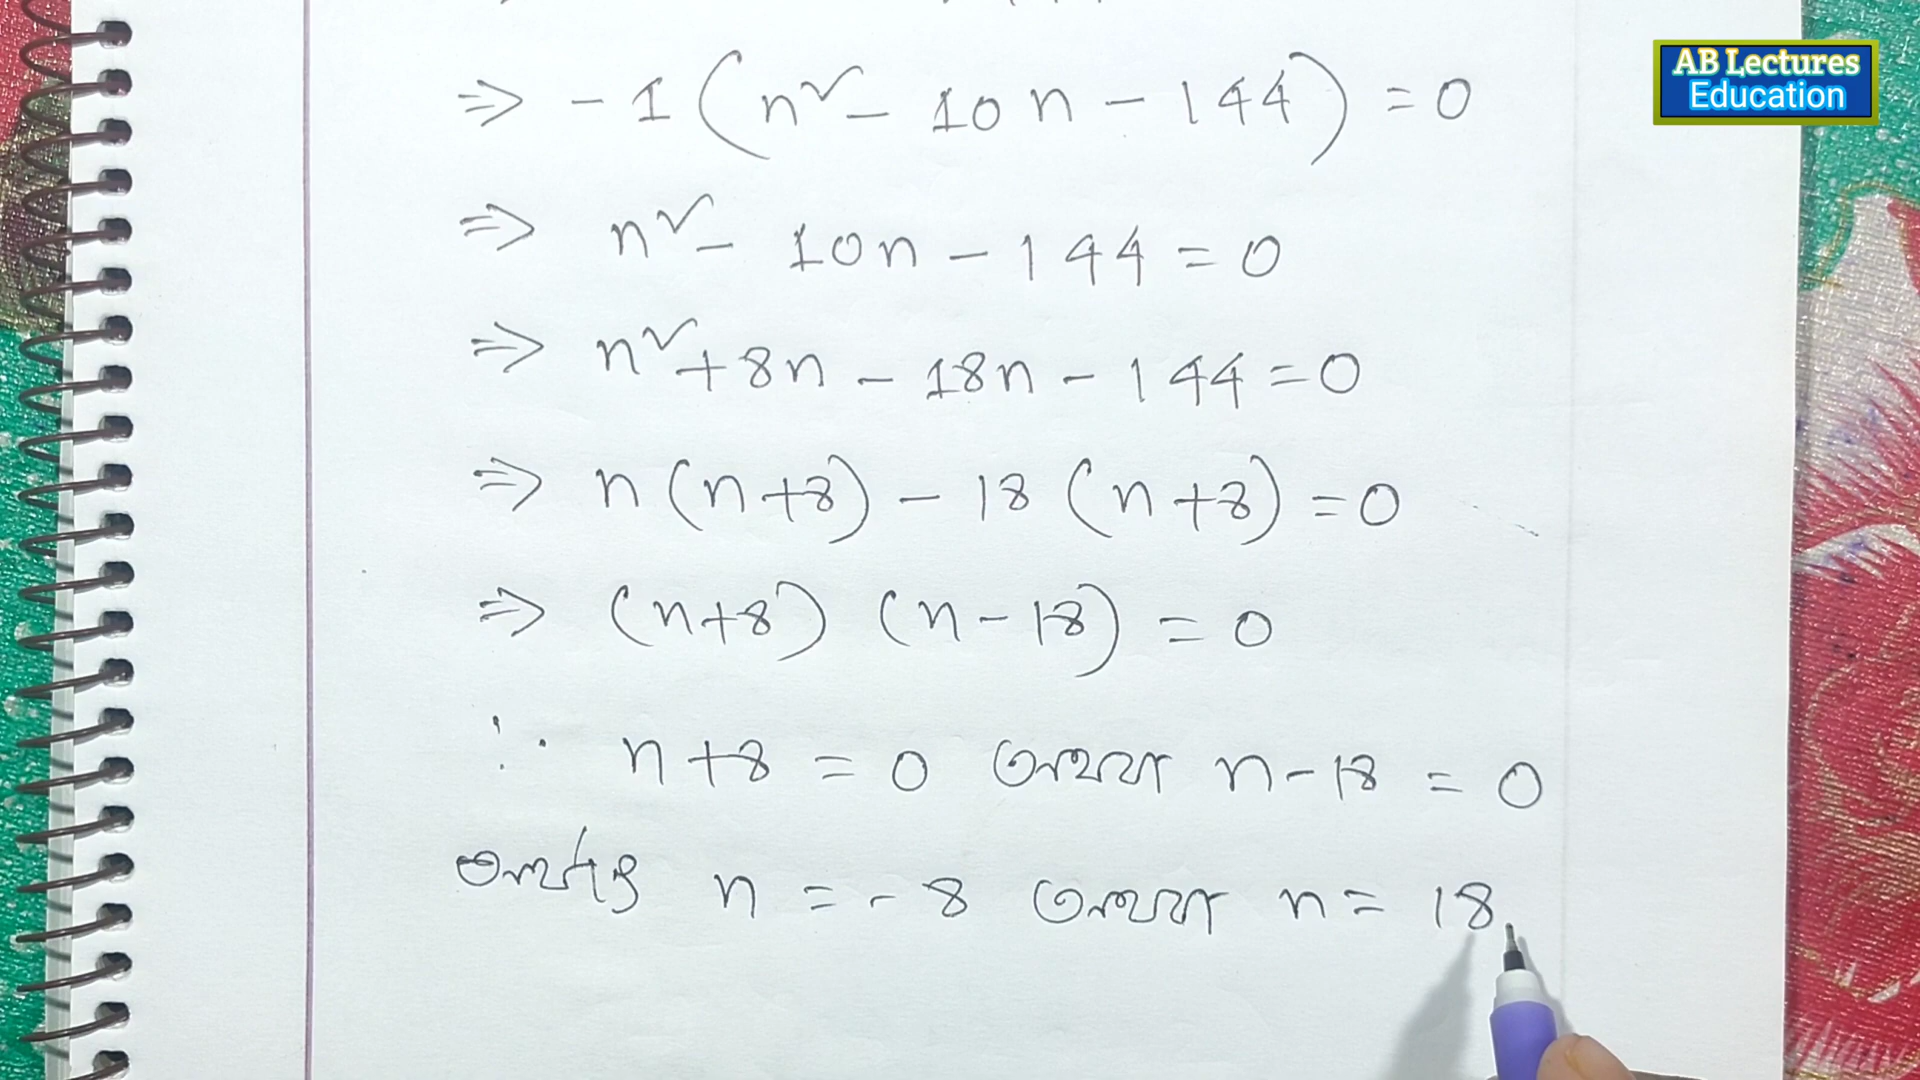 ⇒ -1 (n² - 10n - 144) = 0
⇒ n² - 10n - 144 = 0
⇒ n² + 8n - 18n - 144 = 0
⇒ n (n+8) - 18 (n+8) = 0
⇒ (n+8) (n-18) = 0
∴ n+8 = 0 অথবা n-18 = 0
অর্থাৎ n = -8 অথবা n = 18
AB Lectures
Education